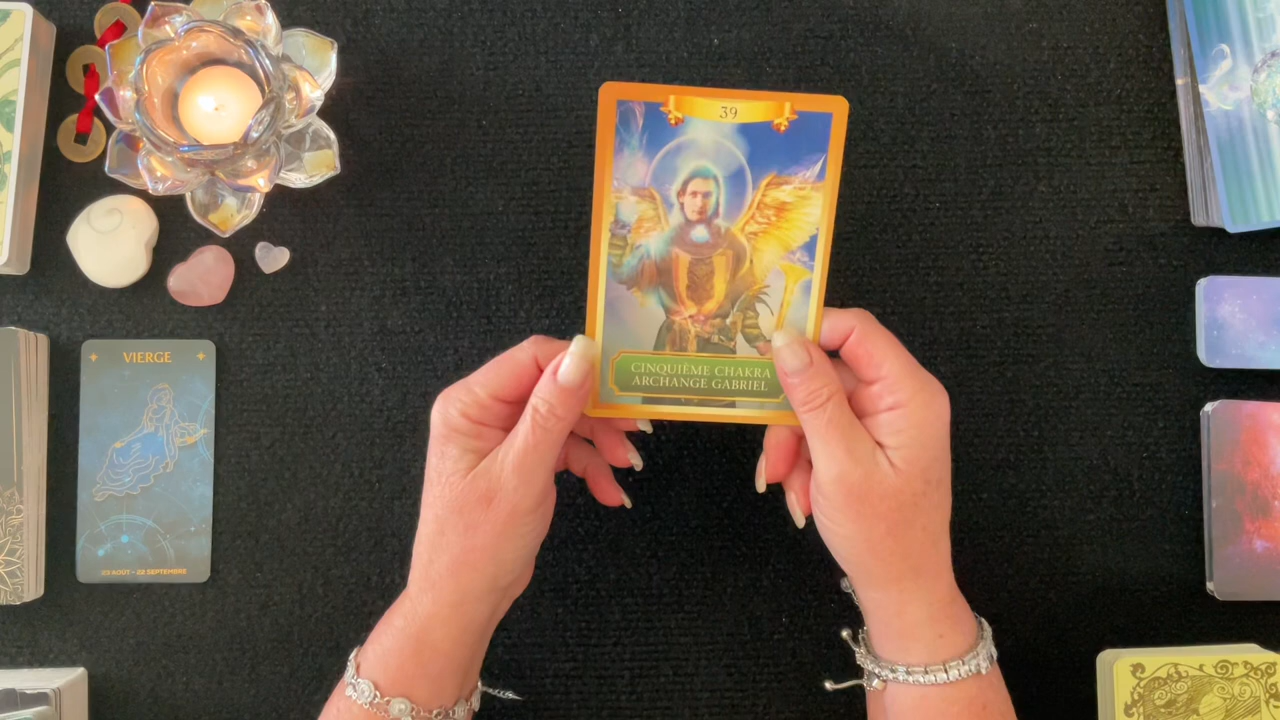 39
CINQUIÈME CHAKRA
ARCHANGE GABRIEL
VIERGE
23 AOÛT - 22 SEPTEMBRE